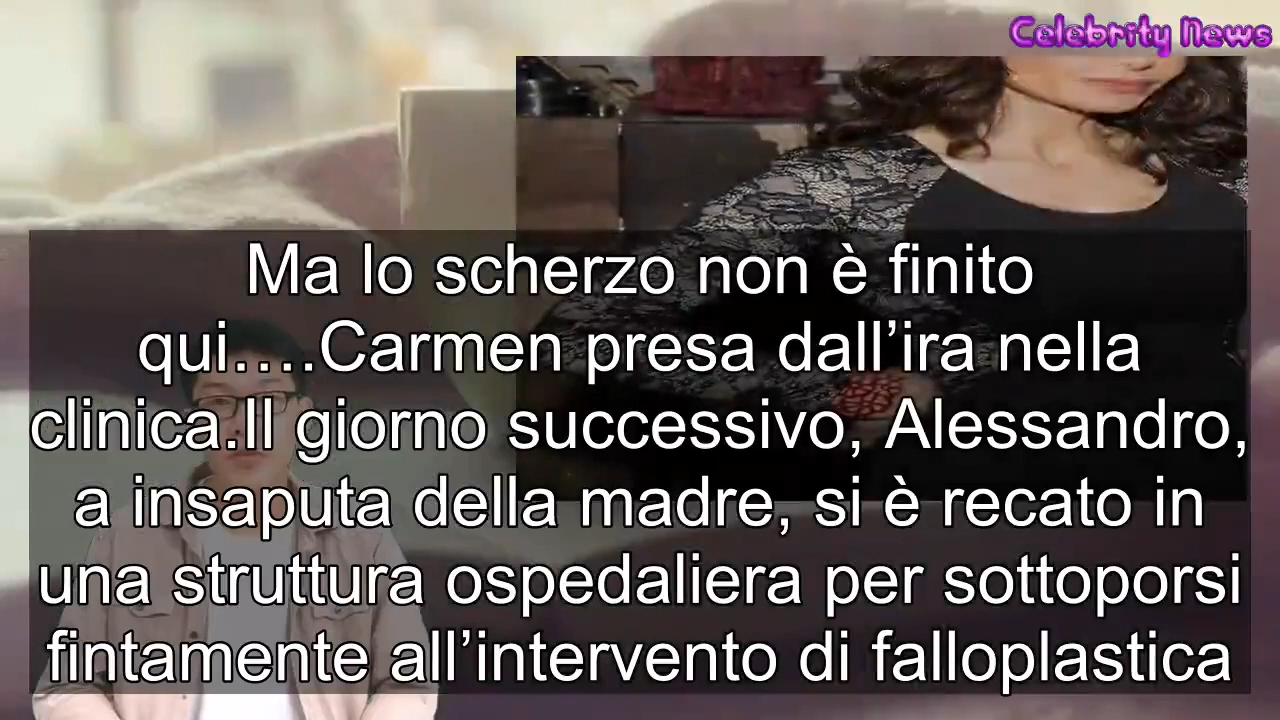 Celebrity News
Ma lo scherzo non è finito
qui….Carmen presa dall’ira nella
clinica.Il giorno successivo, Alessandro,
a insaputa della madre, si è recato in
una struttura ospedaliera per sottoporsi
fintamente all’intervento di falloplastica